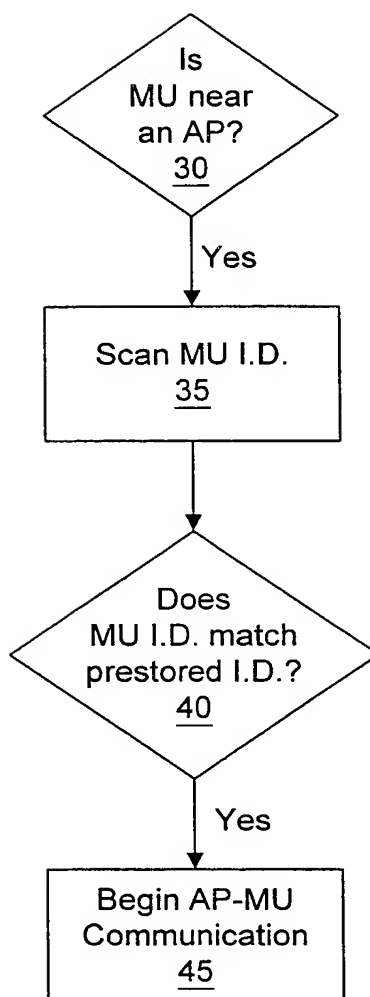 Is
MU near
an AP?
30
Yes
Scan MU I.D.
35
Does
MU I.D. match
prestored I.D.?
40
Yes
Begin AP-MU
Communication
45